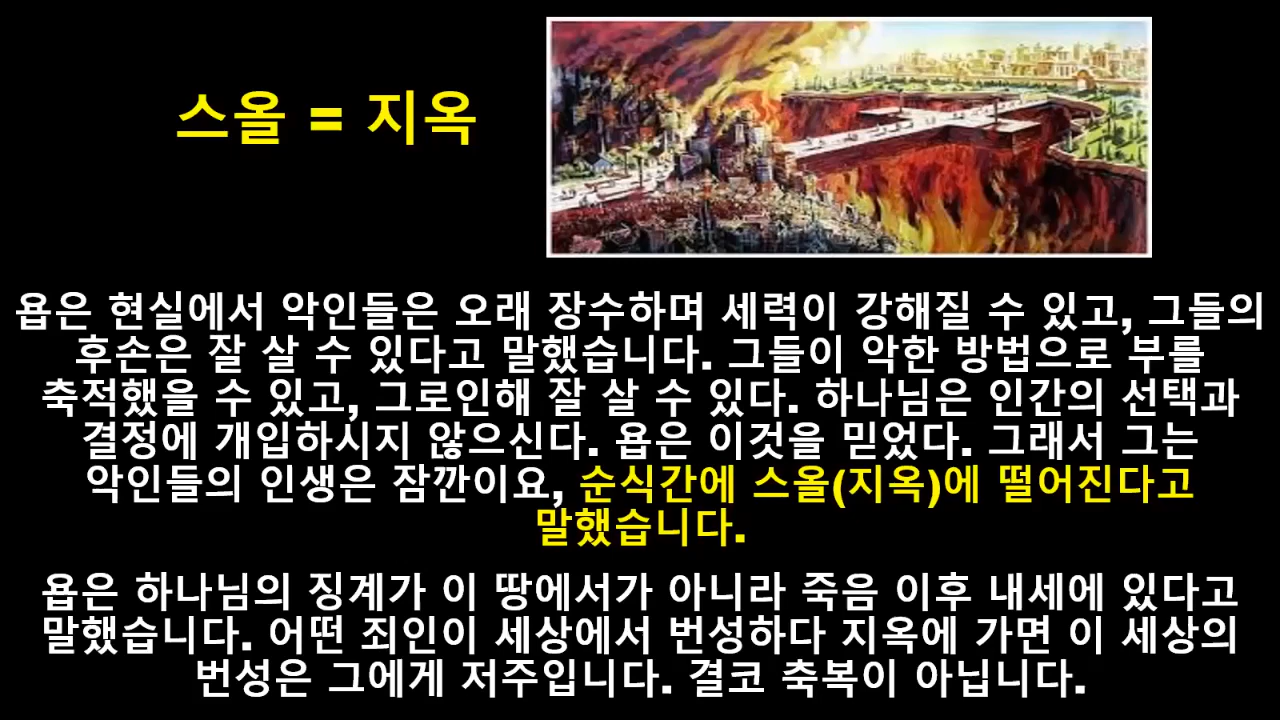 스올 = 지옥
욥은 현실에서 악인들은 오래 장수하며 세력이 강해질 수 있고, 그들의
후손은 잘 살 수 있다고 말했습니다. 그들이 악한 방법으로 부를
축적했을 수 있고, 그로인해 잘 살 수 있다. 하나님은 인간의 선택과
결정에 개입하시지 않으신다. 욥은 이것을 믿었다. 그래서 그는
악인들의 인생은 잠깐이요, 순식간에 스올(지옥)에 떨어진다고
말했습니다.
욥은 하나님의 징계가 이 땅에서가 아니라 죽음 이후 내세에 있다고
말했습니다. 어떤 죄인이 세상에서 번성하다 지옥에 가면 이 세상의
번성은 그에게 저주입니다. 결코 축복이 아닙니다.